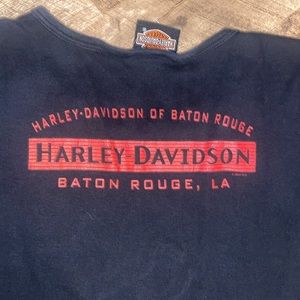 HARLEY-DAVIDSON OF BATON ROUGE
HARLEY-DAVIDSON
BATON ROUGE, LA